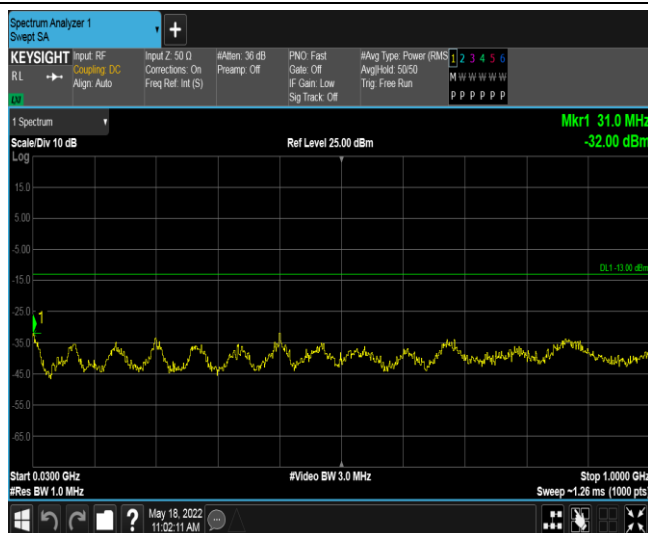 Spectrum Analyzer 1
Swept SA
+
KEYSIGHT
RL
Input: RF
Coupling: DC
Align: Auto
Input Z: 50 Ω
Corrections: On
Freq Ref: Int (S)
#Atten: 36 dB
Preamp: Off
PNO: Fast
Gate: Off
IF Gain: Low
Sig Track: Off
#Avg Type: Power (RMS
Avg|Hold: 50/50
Trig: Free Run
1 2 3 4 5 6
M W W W W W
P P P P P P
1 Spectrum
Mkr1 31.0 MHz
Scale/Div 10 dB
Ref Level 25.00 dBm
-32.00 dBm
Log
15.0
5.00
-5.00
DL1 -13.00 dBm
-15.0
-25.0
1
-35.0
-45.0
-55.0
-65.0
Start 0.0300 GHz
#Video BW 3.0 MHz
Stop 1.0000 GHz
#Res BW 1.0 MHz
Sweep ~1.26 ms (1000 pts)
?
May 18, 2022
11:02:11 AM